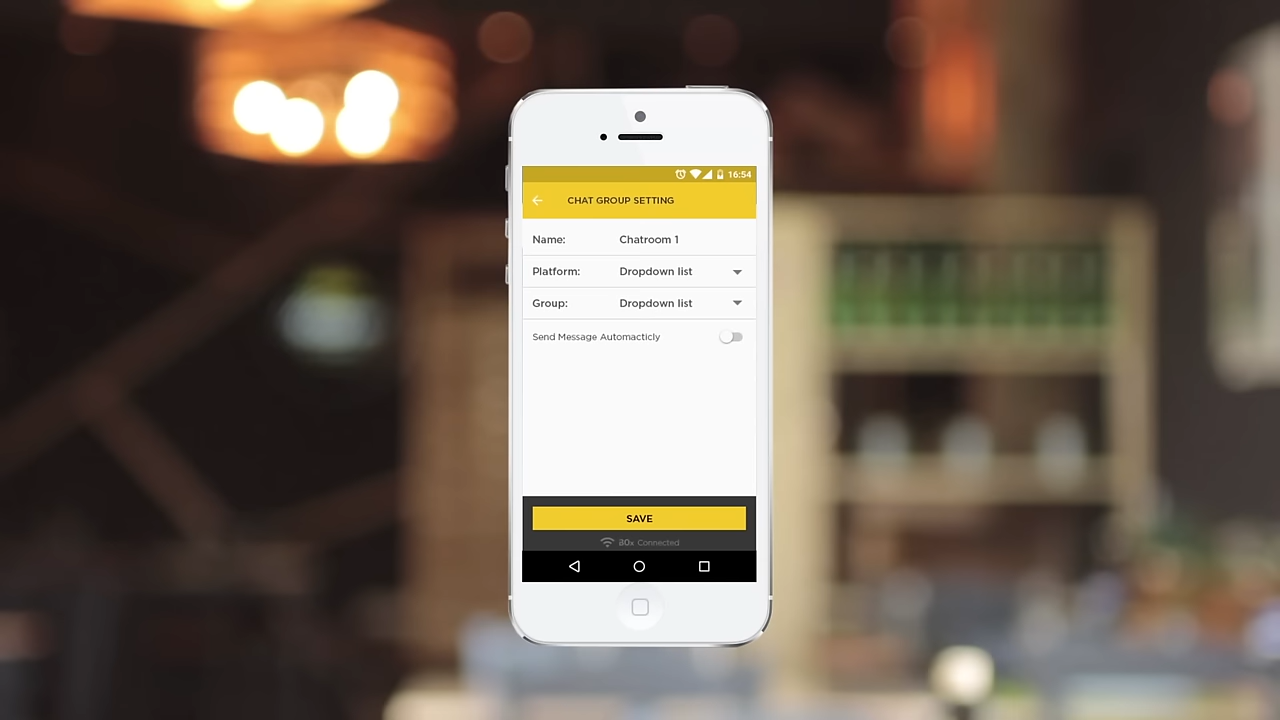 16:54
CHAT GROUP SETTING
Name: Chatroom 1
Platform: Dropdown list
Group: Dropdown list
Send Message Automacticly
SAVE
80x Connected